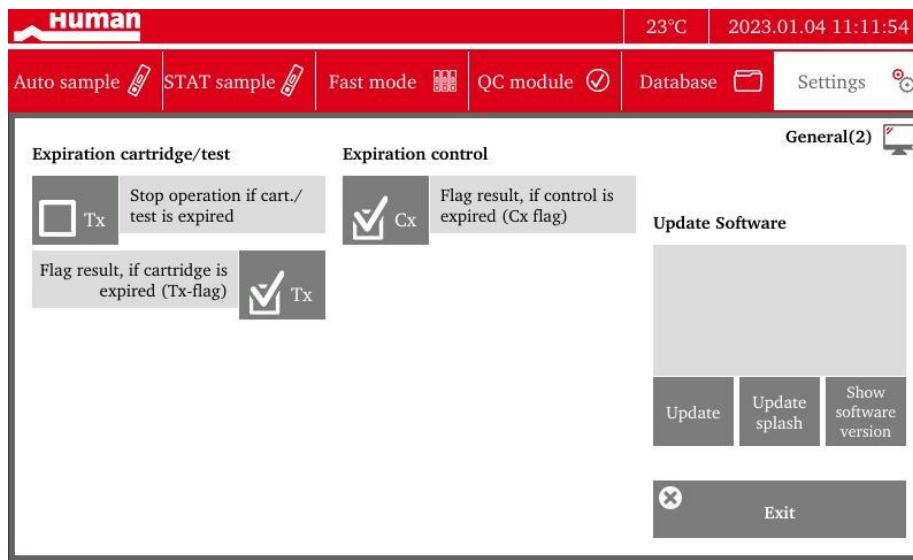 Human
23°C
2023.01.04 11:11:54
Auto sample
STAT sample
Fast mode
QC module
Database
Settings
General(2)
Expiration cartridge/test
Tx
Stop operation if cart./
test is expired
Flag result, if cartridge is
expired (Tx-flag)
Tx
Expiration control
Cx
Flag result, if control is
expired (Cx flag)
Update Software
Update
Update
splash
Show
software
version
Exit